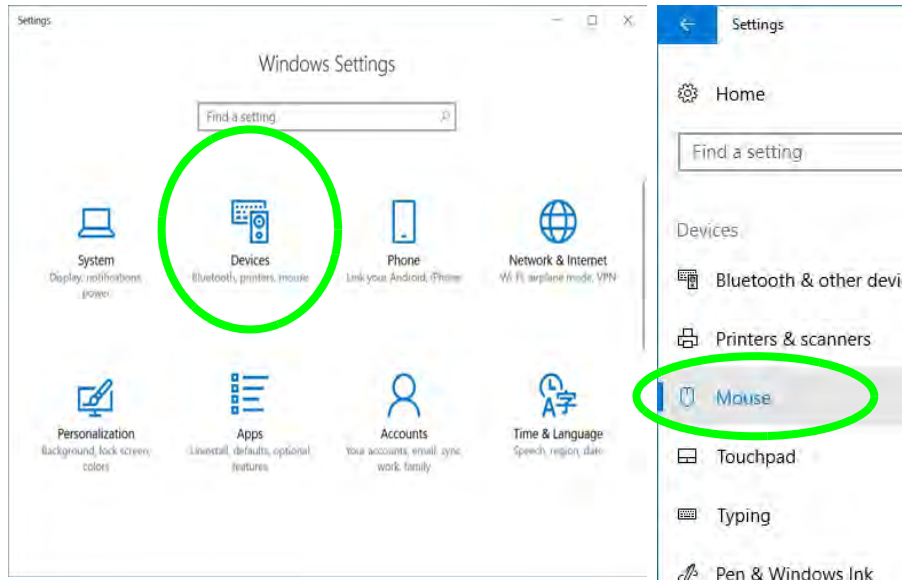 Settings
Windows Settings
Find a setting
System
Display, notifications,
power
Devices
Bluetooth, printers, mouse
Phone
Link your Android, iPhone
Network & Internet
Wi-Fi, airplane mode, VPN
Personalization
Background, lock screen,
colors
Apps
Uninstall, defaults, optional
features
Accounts
Your accounts, email, sync,
work, family
Time & Language
Speech, region, date
Settings
Home
Find a setting
Devices
Bluetooth & other devi
Printers & scanners
Mouse
Touchpad
Typing
Pen & Windows Ink